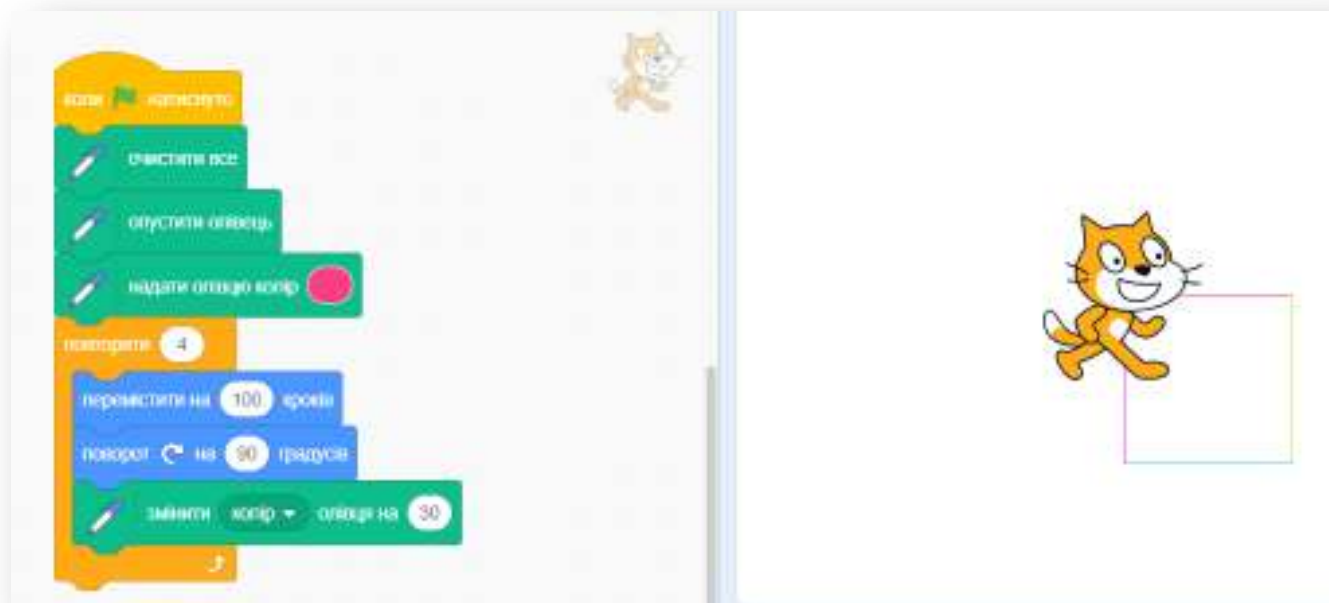 коли натиснуто
очистити все
опустити олівець
надати олівцю колір
повторити 4
перемістити на 100 кроків
поворот на 90 градусів
змінити колір олівця на 30